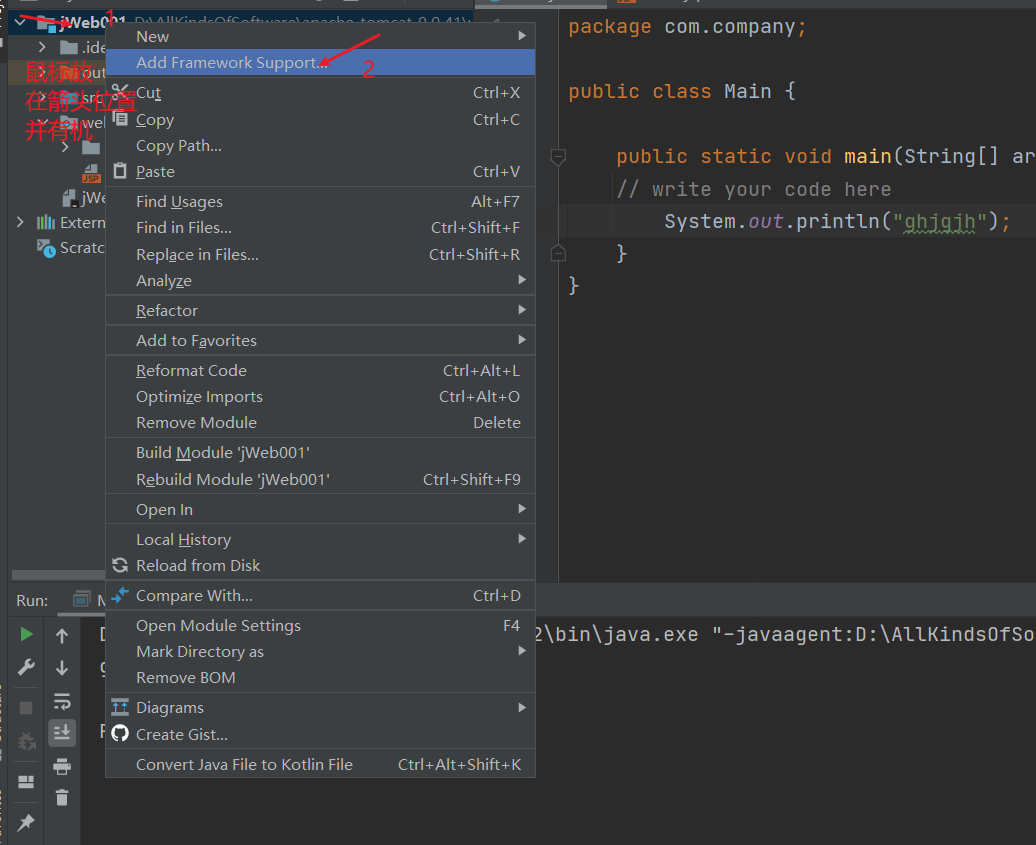 1
jWeb001 D:\AllKindsOfSoftware\apache-tomcat-9.0.41\
.ide
out
src
web
JSP
jWe
Extern
Scratc
鼠标放
在箭头位置
并有机
New
Add Framework Support...
2
Cut Ctrl+X
Copy Ctrl+C
Copy Path...
Paste Ctrl+V
Find Usages Alt+F7
Find in Files... Ctrl+Shift+F
Replace in Files... Ctrl+Shift+R
Analyze
Refactor
Add to Favorites
Reformat Code Ctrl+Alt+L
Optimize Imports Ctrl+Alt+O
Remove Module Delete
Build Module 'jWeb001'
Rebuild Module 'jWeb001' Ctrl+Shift+F9
Open In
Local History
Reload from Disk
Compare With... Ctrl+D
Open Module Settings F4
Mark Directory as
Remove BOM
Diagrams
Create Gist...
Convert Java File to Kotlin File Ctrl+Alt+Shift+K
package com.company;
public class Main {
public static void main(String[] ar
// write your code here
System.out.println("ghjgjh");
}
}
Run:
2\bin\java.exe "-javaagent:D:\AllKindsOfSo